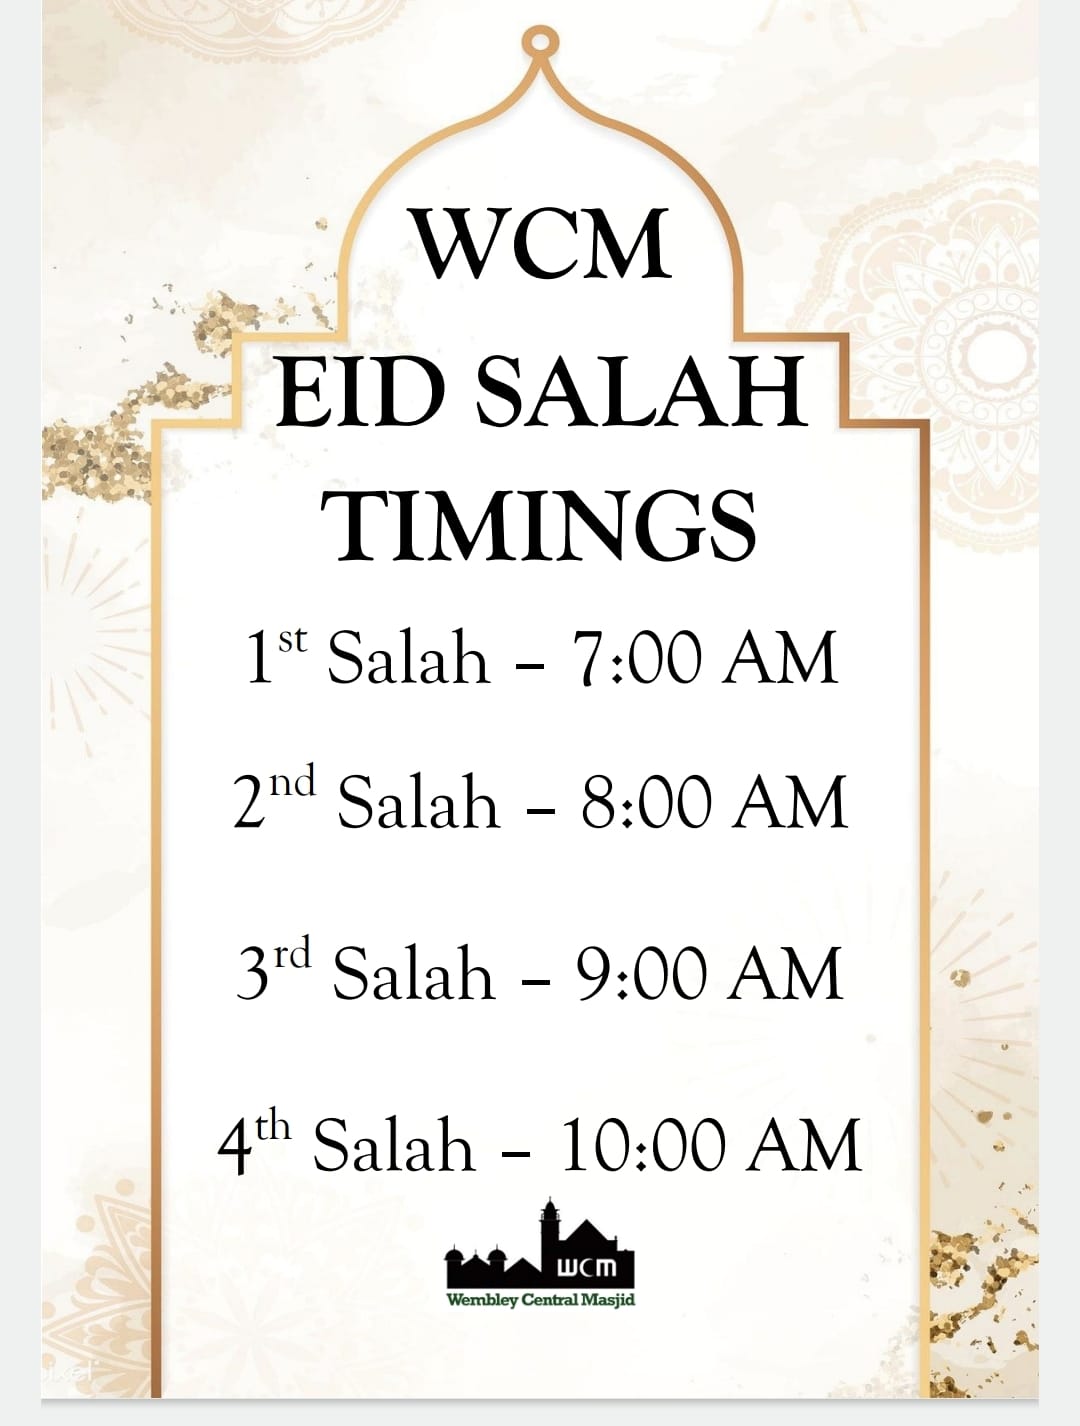 WCM
EID SALAH
TIMINGS
1st Salah – 7:00 AM
2nd Salah – 8:00 AM
3rd Salah – 9:00 AM
4th Salah – 10:00 AM
WCM
Wembley Central Masjid